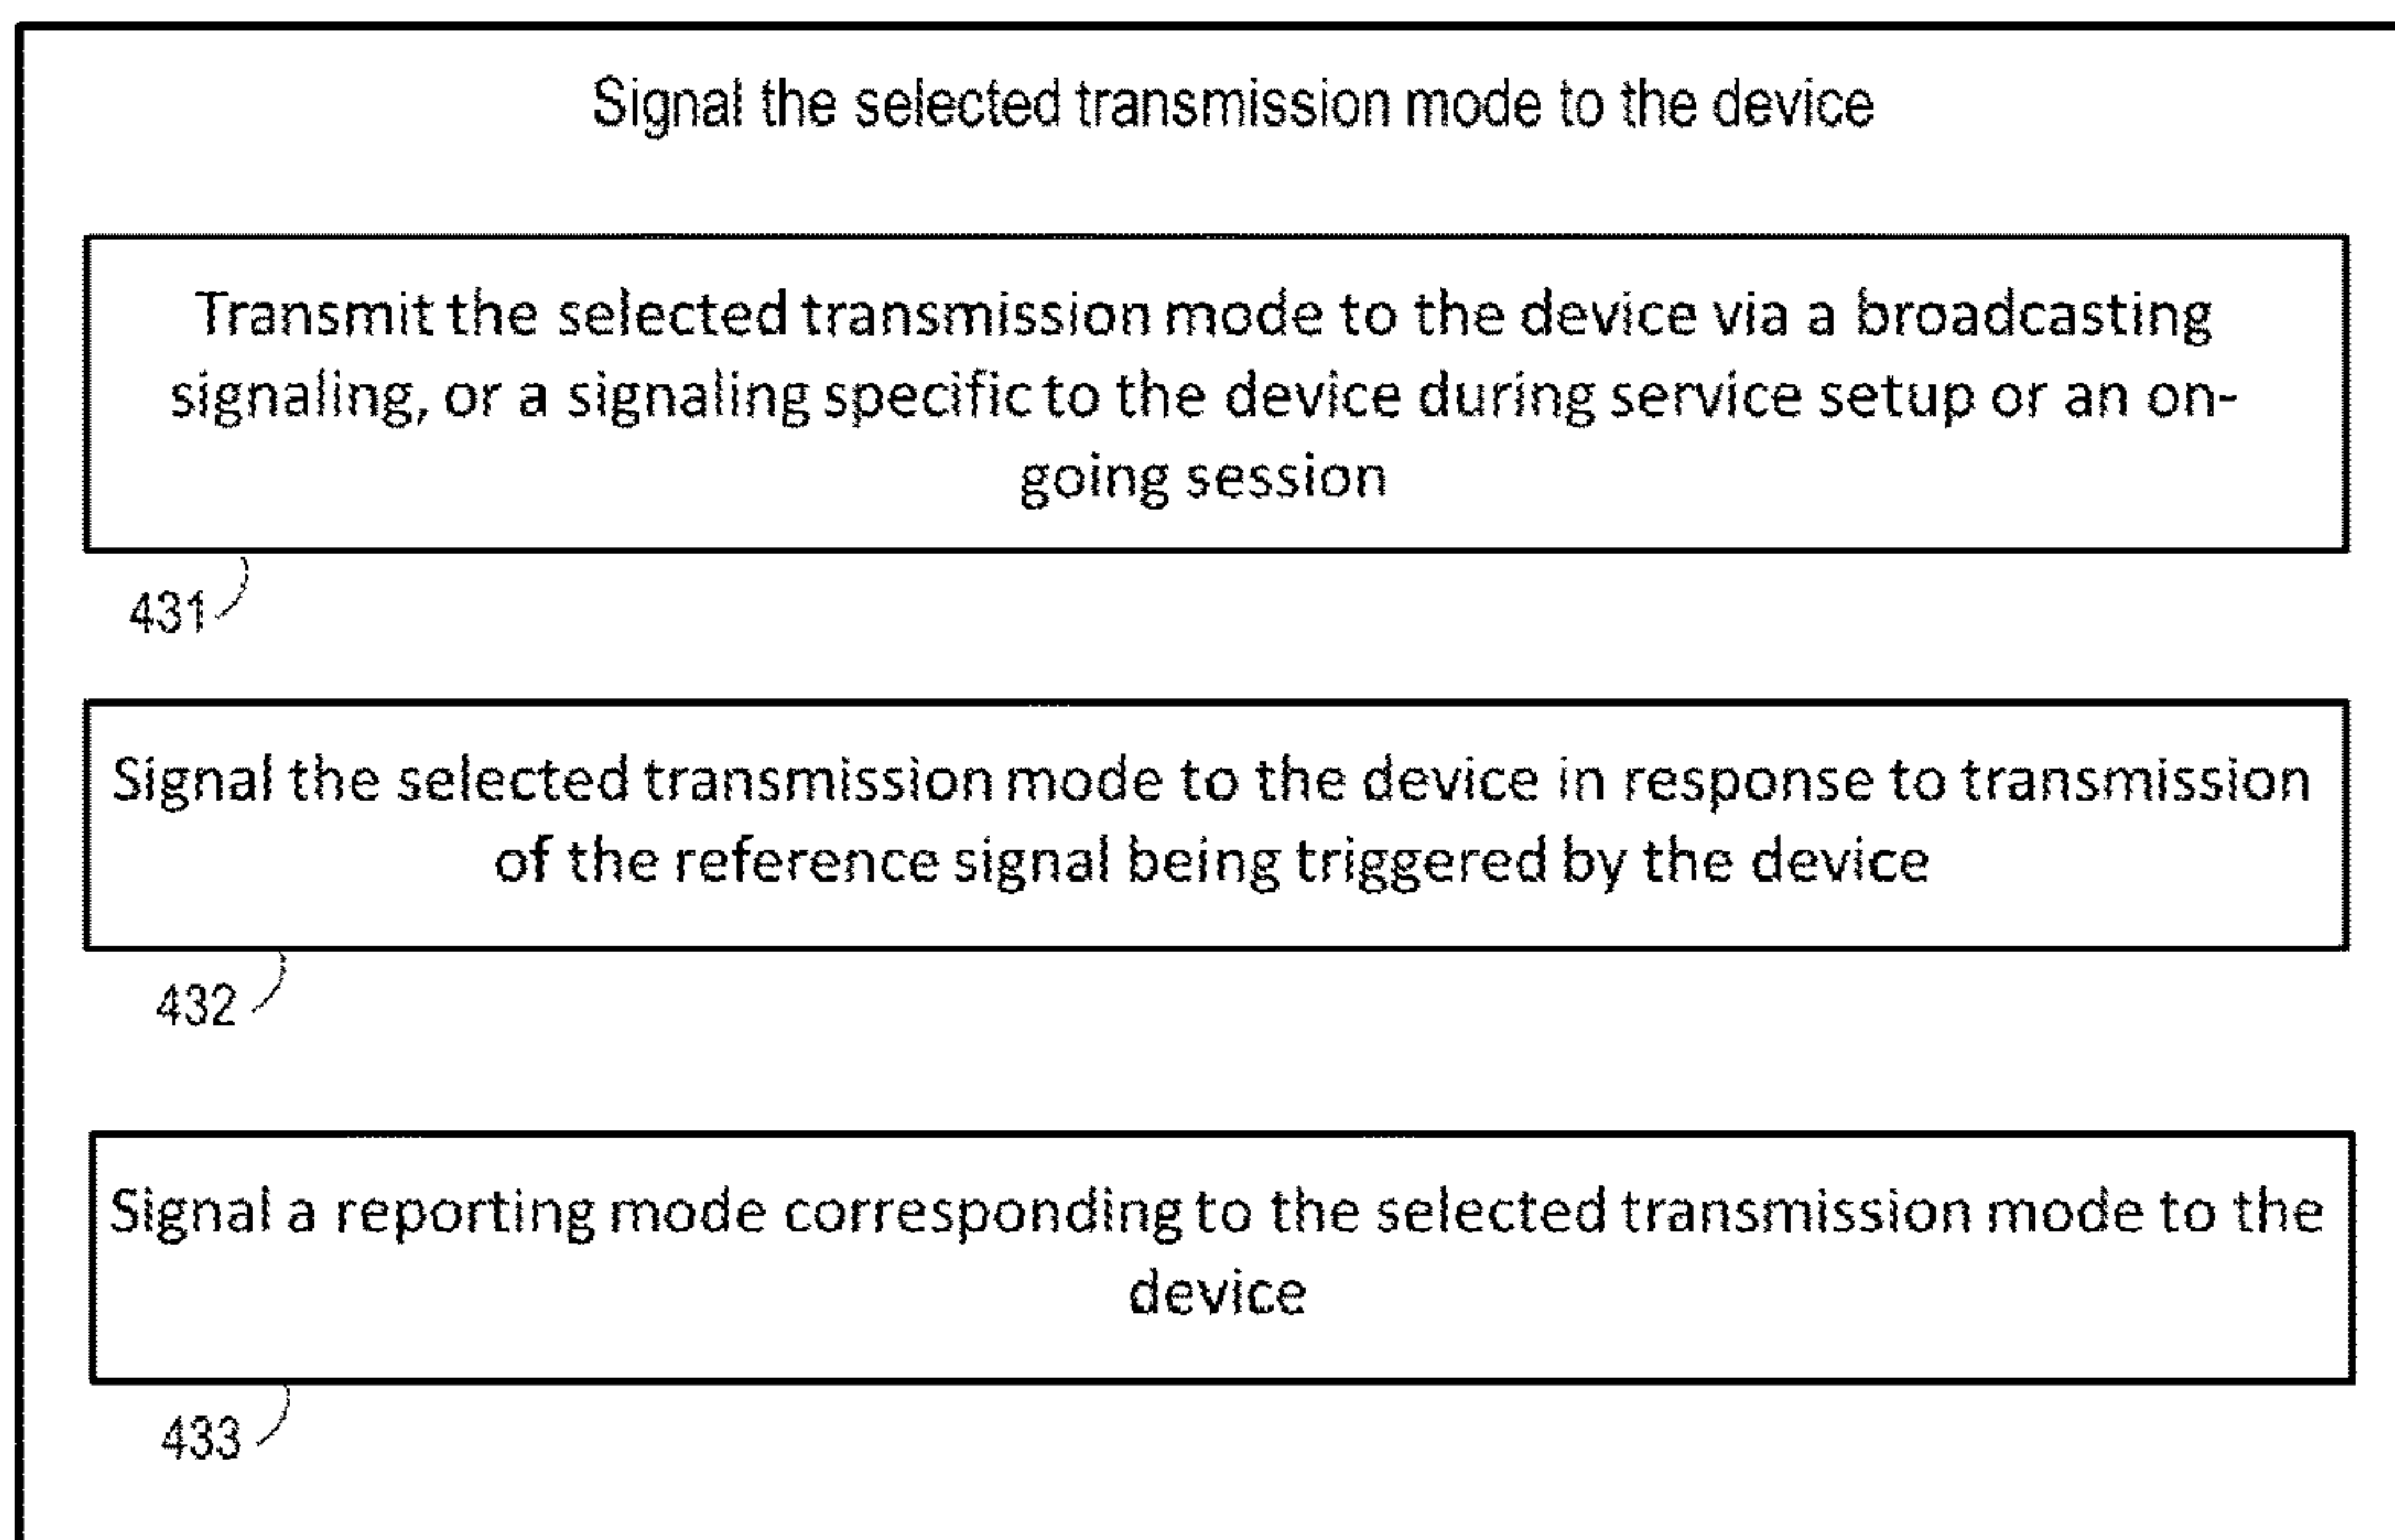 Signal the selected transmission mode to the device
Transmit the selected transmission mode to the device via a broadcasting
signaling, or a signaling specific to the device during service setup or an on-
going session
431
Signal the selected transmission mode to the device in response to transmission
of the reference signal being triggered by the device
432
Signal a reporting mode corresponding to the selected transmission mode to the
device
433